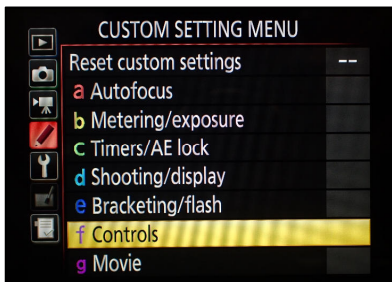 CUSTOM SETTING MENU
Reset custom settings --
a Autofocus
b Metering/exposure
c Timers/AE lock
d Shooting/display
e Bracketing/flash
f Controls
g Movie